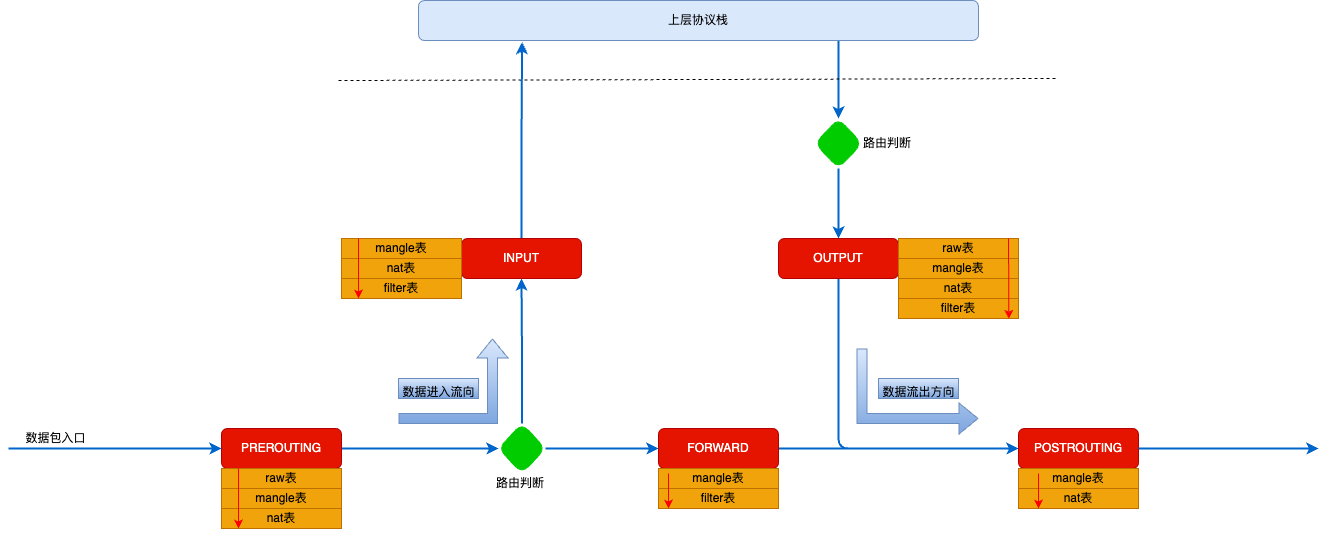 上层协议栈
路由判断
mangle表
nat表
filter表
INPUT
OUTPUT
raw表
mangle表
nat表
filter表
数据进入流向
数据流出方向
数据包入口
PREROUTING
raw表
mangle表
nat表
路由判断
FORWARD
mangle表
filter表
POSTROUTING
mangle表
nat表